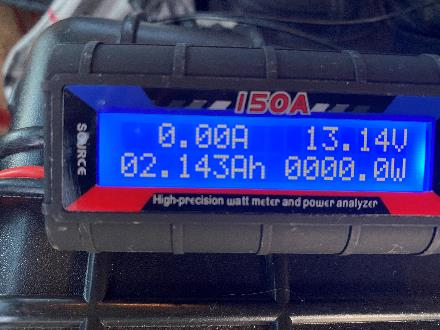 150A
SOURCE
0.00A 13.14V
02.143Ah 0000.0W
High-precision watt meter and power analyzer